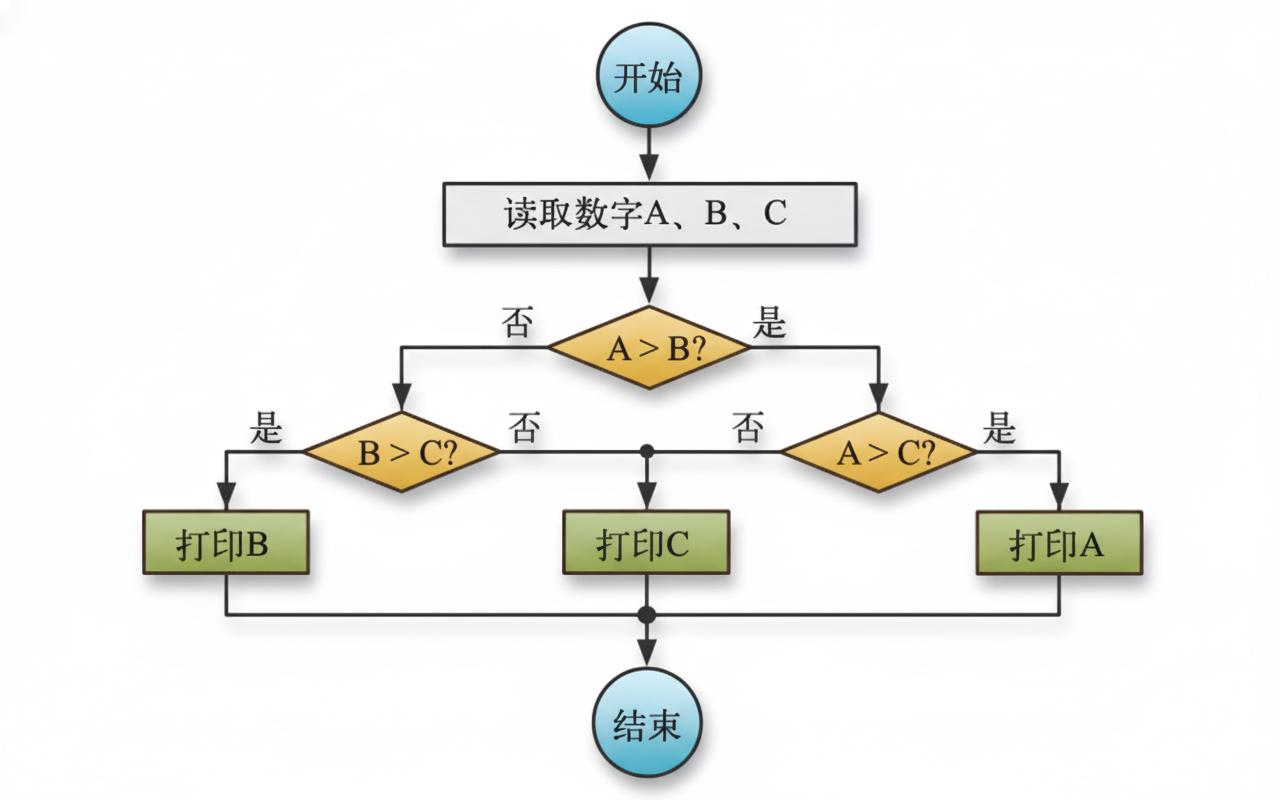 开始
读取数字A、B、C
否
是
A > B?
是
否
否
是
B > C?
A > C?
打印B
打印C
打印A
结束